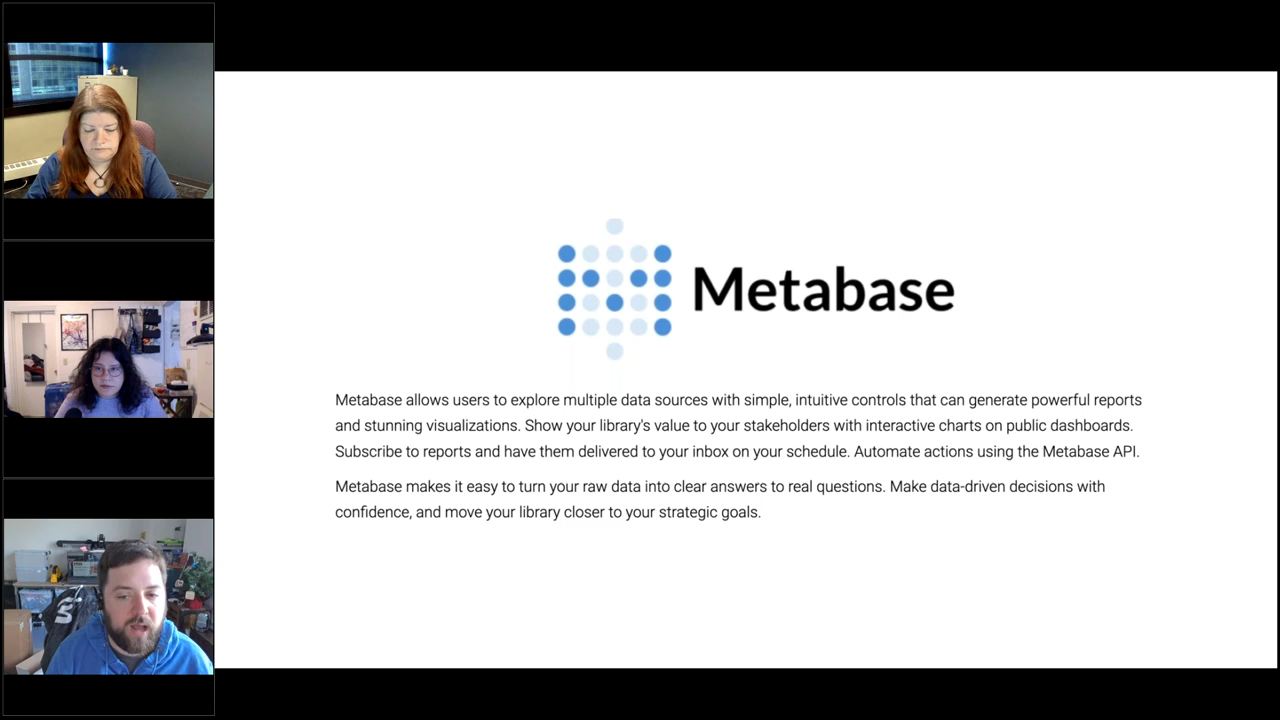 Metabase
Metabase allows users to explore multiple data sources with simple, intuitive controls that can generate powerful reports
and stunning visualizations. Show your library's value to your stakeholders with interactive charts on public dashboards.
Subscribe to reports and have them delivered to your inbox on your schedule. Automate actions using the Metabase API.
Metabase makes it easy to turn your raw data into clear answers to real questions. Make data-driven decisions with
confidence, and move your library closer to your strategic goals.